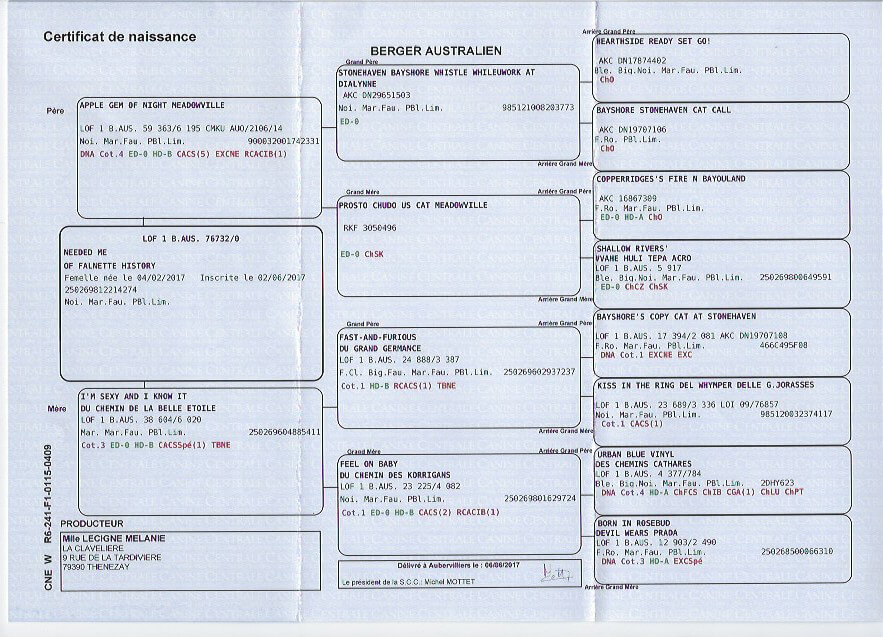 Certificat de naissance
BERGER AUSTRALIEN
Père
APPLE GEM OF NIGHT MEADOWVILLE
LOF 1 B.AUS. 59 363/6 195 CMKU AUO/2106/14
Noi. Mar.Fau. PBl.Lim. 900032001742331
DNA Cot.4 ED-0 HD-B CACS(5) EXCNE RCACIB(1)
LOF 1 B.AUS. 76732/0
NEEDED ME
OF FALNETTE HISTORY
Femelle née le 04/02/2017 Inscrite le 02/06/2017
250269812214274
Noi. Mar.Fau. PBl.Lim.
Mère
I'M SEXY AND I KNOW IT
DU CHEMIN DE LA BELLE ETOILE
LOF 1 B.AUS. 38 604/6 020
Mar. Mar.Fau. PBl.Lim. 250269604885411
Cot.3 ED-0 HD-B CACSSpé(1) TBNE
CNE W R6-241-F1-0115-0409
PRODUCTEUR
Mlle LECIGNE MELANIE
LA CLAVELIERE
9 RUE DE LA TARDIVIERE
79390 THENEZAY
Grand Père
STONEHAVEN BAYSHORE WHISTLE WHILEUWORK AT
DIALYNNE
AKC DN29651503
Noi. Mar.Fau. PBl.Lim. 985121008203773
ED-0
Grand Mère
PROSTO CHUDO US CAT MEADOWVILLE
RKF 3050496
ED-0 ChSK
Grand Père
FAST-AND-FURIOUS
DU GRAND GERMANCE
LOF 1 B.AUS. 24 888/3 387
F.Cl. Big.Fau. Mar.Fau. PBl.Lim. 250269602937237
Cot.1 HD-B RCACS(1) TBNE
Grand Mère
FEEL ON BABY
DU CHEMIN DES KORRIGANS
LOF 1 B.AUS. 23 225/4 082
Noi. Mar.Fau. PBl.Lim. 250269801629724
Cot.1 ED-0 HD-B CACS(2) RCACIB(1)
Délivré à Aubervilliers le : 06/06/2017
Le président de la S.C.C.: Michel MOTTET
Arrière Grand Père
HEARTHSIDE READY SET GO!
AKC DN17874402
Ble. Big.Noi. Mar.Fau. PBl.Lim.
ChO
BAYSHORE STONEHAVEN CAT CALL
AKC DN19707106
F.Ro. PBl.Lim.
ChO
Arrière Grand Mère
Arrière Grand Père
COPPERRIDGES'S FIRE N BAYOULAND
AKC 16867309
F.Ro. Mar.Fau. PBl.Lim.
ED-0 HD-A ChO
SHALLOW RIVERS'
VVAHE HULI TEPA ACRO
LOF 1 B.AUS. 5 917
Ble. Big.Noi. Mar.Fau. PBl.Lim. 250269800649591
ED-0 ChCZ ChSK
Arrière Grand Mère
Arrière Grand Père
BAYSHORE'S COPY CAT AT STONEHAVEN
LOF 1 B.AUS. 17 394/2 081 AKC DN19707108
F.Ro. Mar.Fau. PBl.Lim. 466C495F08
DNA Cot.1 EXCNE EXC
KISS IN THE RING DEL WHYMPER DELLE G.JORASSES
LOF 1 B.AUS. 23 689/3 336 LOI 09/76857
Noi. Mar.Fau. PBl.Lim. 985120032374117
Cot.1 CACS(1)
Arrière Grand Mère
Arrière Grand Père
URBAN BLUE VINYL
DES CHEMINS CATHARES
LOF 1 B.AUS. 4 377/784
Ble. Big.Noi. Mar.Fau. PBl.Lim. 2DHY623
DNA Cot.4 HD-A ChFCS ChIB CGA(1) ChLU ChPT
BORN IN ROSEBUD
DEVIL WEARS PRADA
LOF 1 B.AUS. 12 903/2 490
F.Ro. Mar.Fau. PBl.Lim. 250268500066310
DNA Cot.3 HD-A EXCSpé
Arrière Grand Mère